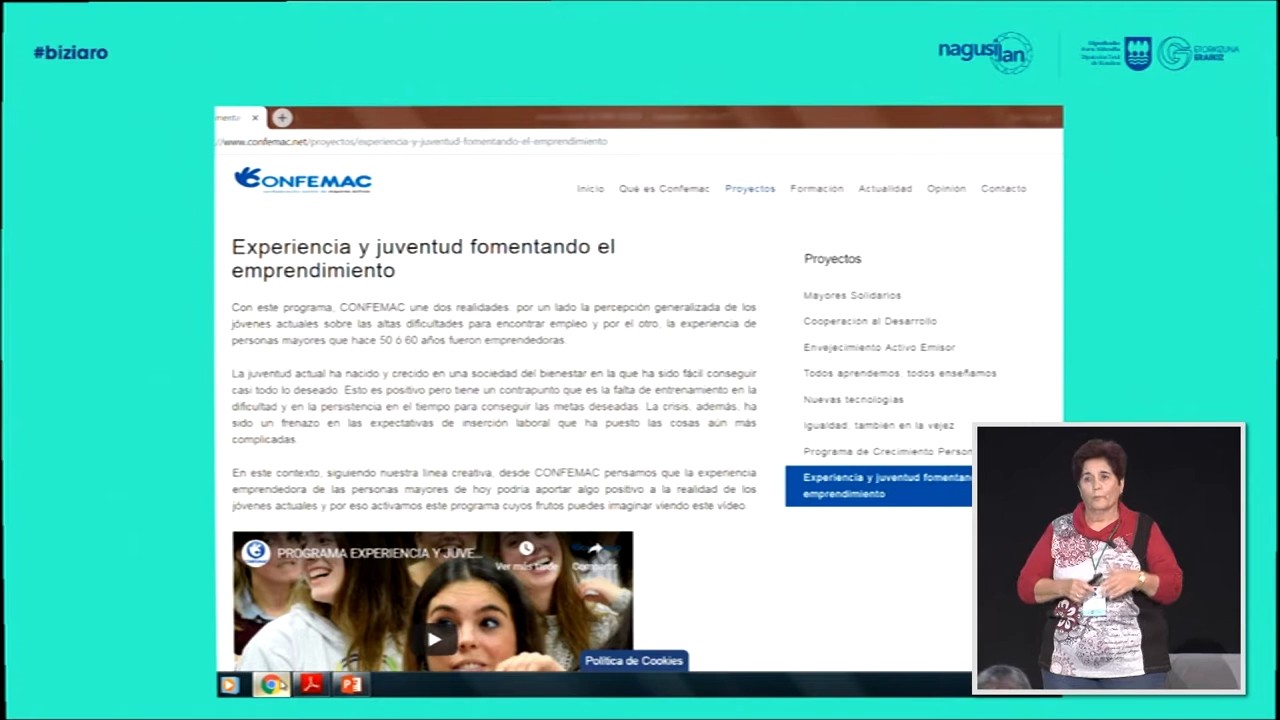 #biziaro
nagusilan
ETORKIZUNA
ERAIKIZ
//www.confemac.net/proyectos/experiencia-y-juventud-fomentando-el-emprendimiento
CONFEMAC
Inicio Qué es Confemac Proyectos Formación Actualidad Opinión Contacto
Experiencia y juventud fomentando el
emprendimiento
Con este programa, CONFEMAC une dos realidades, por un lado la percepción generalizada de los
jóvenes actuales sobre las altas dificultades para encontrar empleo y por el otro, la experiencia de
personas mayores que hace 50 ó 60 años fueron emprendedoras.
La juventud actual ha nacido y crecido en una sociedad del bienestar en la que ha sido fácil conseguir
casi todo lo deseado. Esto es positivo pero tiene un contrapunto que es la falta de entrenamiento en la
dificultad y en la persistencia en el tiempo para conseguir las metas deseadas. La crisis, además, ha
sido un frenazo en las expectativas de inserción laboral que ha puesto las cosas aún más
complicadas.
En este contexto, siguiendo nuestra línea creativa, desde CONFEMAC pensamos que la experiencia
emprendedora de las personas mayores de hoy podría aportar algo positivo a la realidad de los
jóvenes actuales y por eso activamos este programa cuyos frutos puedes imaginar viendo este vídeo.
PROGRAMA EXPERIENCIA Y JUVE...
Ver más tarde
Compartir
Política de Cookies
Proyectos
Mayores Solidarios
Cooperación al Desarrollo
Envejecimiento Activo Emisor
Todos aprendemos, todos enseñamos
Nuevas tecnologías
Igualdad, también en la vejez
Programa de Crecimiento Person
Experiencia y juventud fomentan
emprendimiento